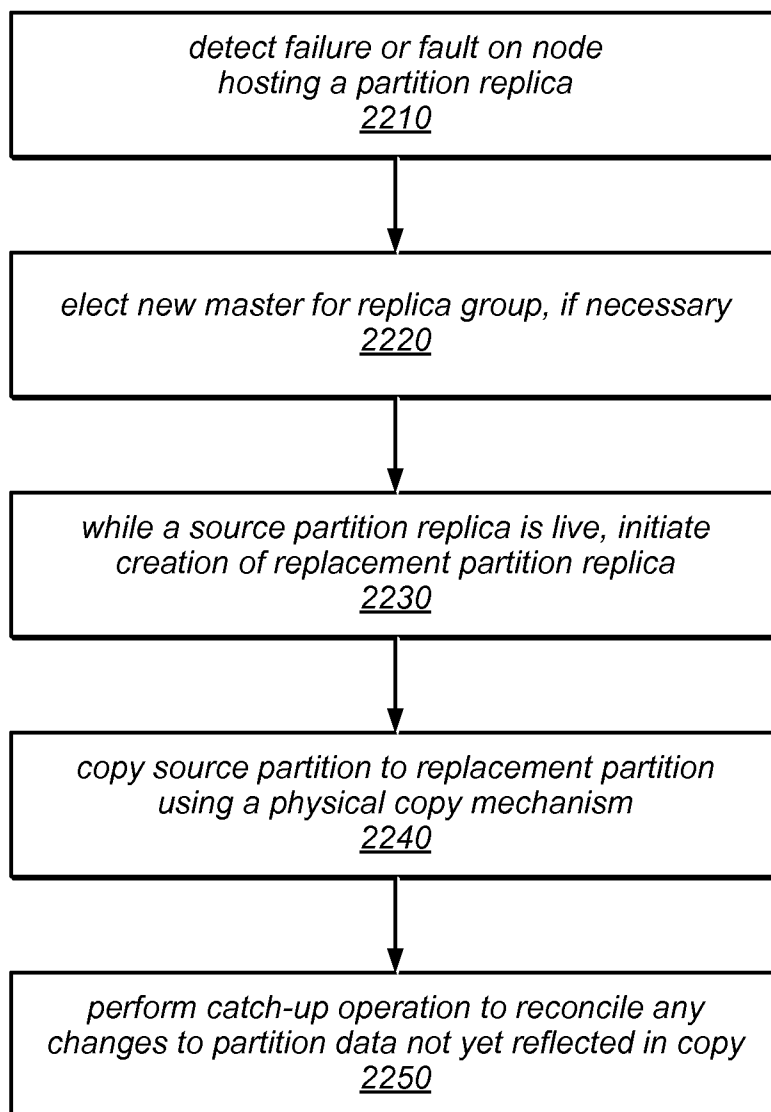 detect failure or fault on node
hosting a partition replica
2210
elect new master for replica group, if necessary
2220
while a source partition replica is live, initiate
creation of replacement partition replica
2230
copy source partition to replacement partition
using a physical copy mechanism
2240
perform catch-up operation to reconcile any
changes to partition data not yet reflected in copy
2250